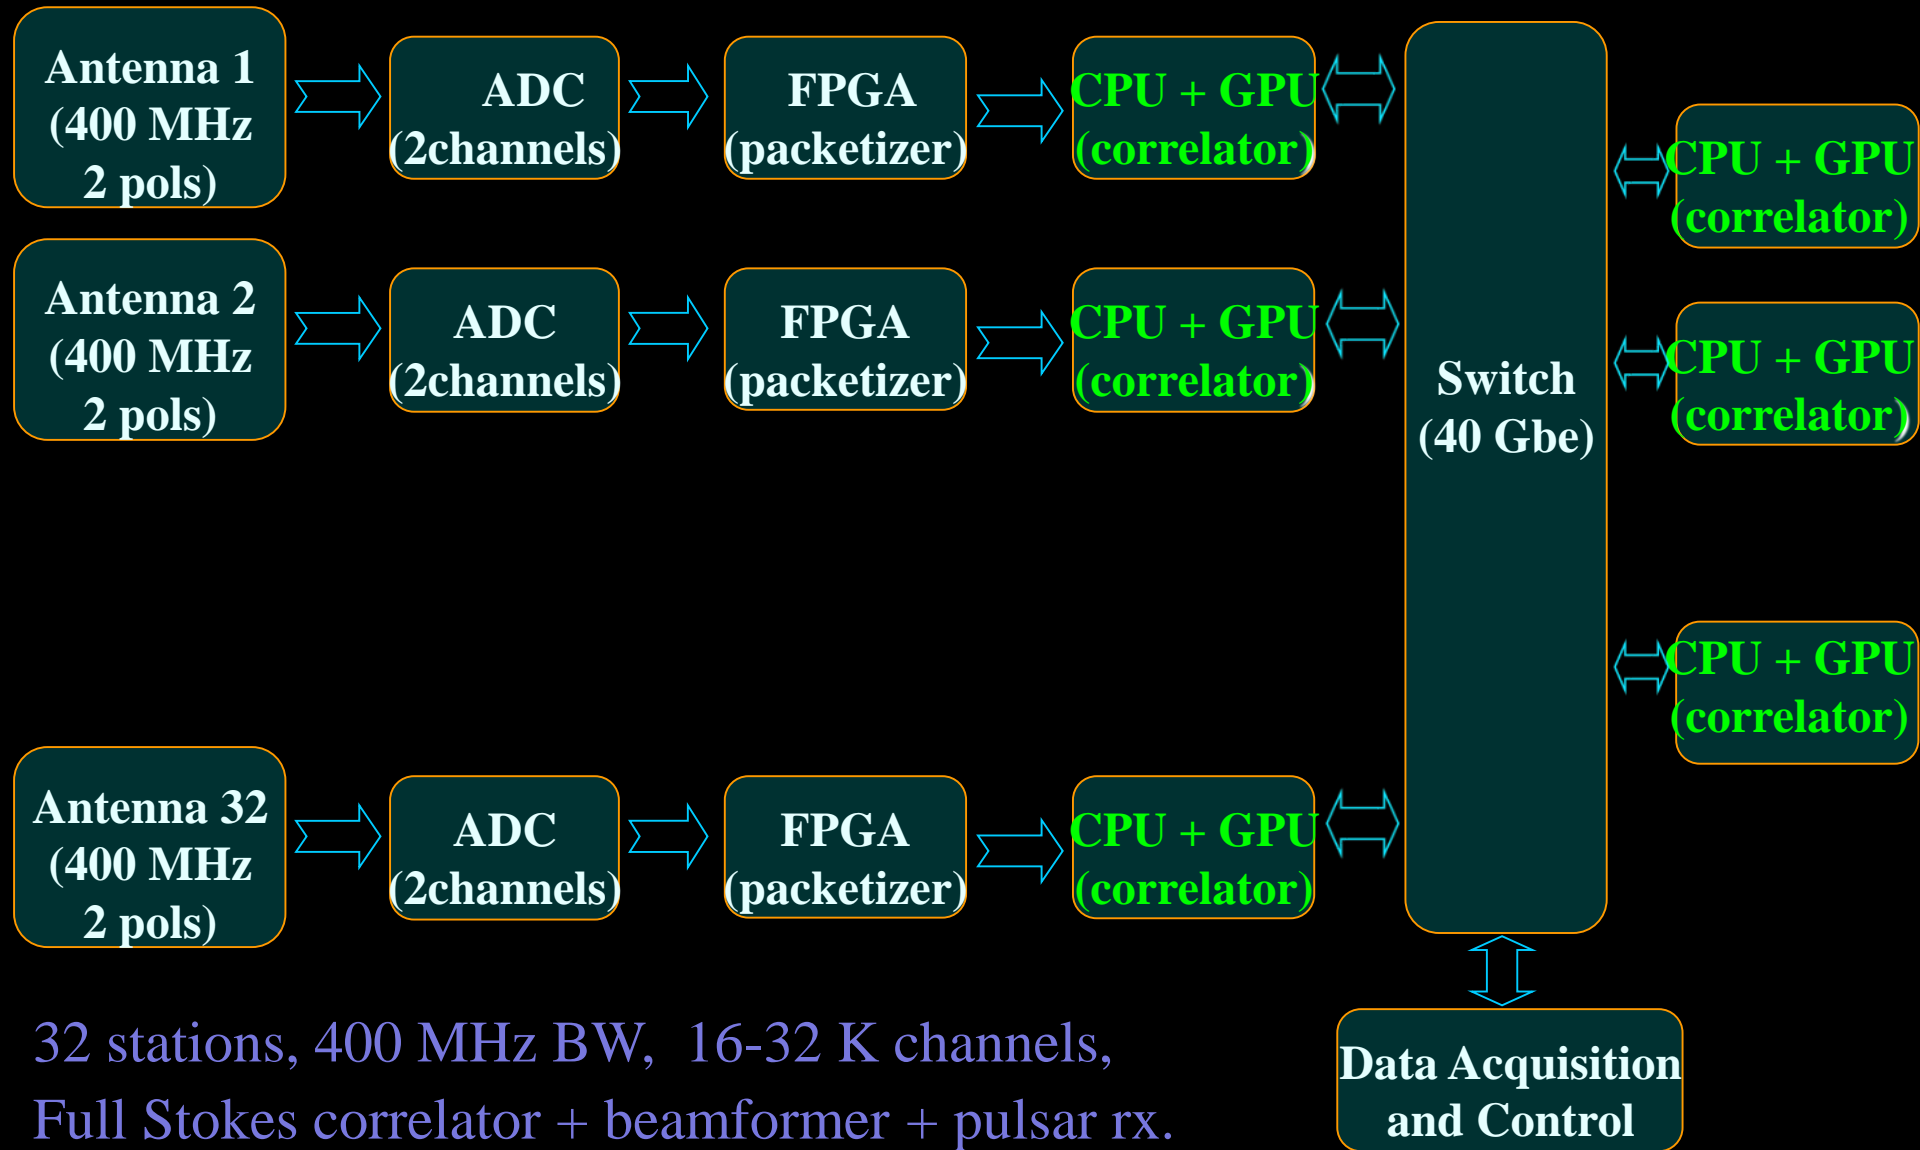 Antenna 1
(400 MHz
2 pols)
ADC
(2channels)
FPGA
(packetizer)
CPU + GPU
(correlator)
Antenna 2
(400 MHz
2 pols)
ADC
(2channels)
FPGA
(packetizer)
CPU + GPU
(correlator)
Antenna 32
(400 MHz
2 pols)
ADC
(2channels)
FPGA
(packetizer)
CPU + GPU
(correlator)
Switch
(40 Gbe)
CPU + GPU
(correlator)
CPU + GPU
(correlator)
CPU + GPU
(correlator)
Data Acquisition
and Control
32 stations, 400 MHz BW, 16-32 K channels,
Full Stokes correlator + beamformer + pulsar rx.